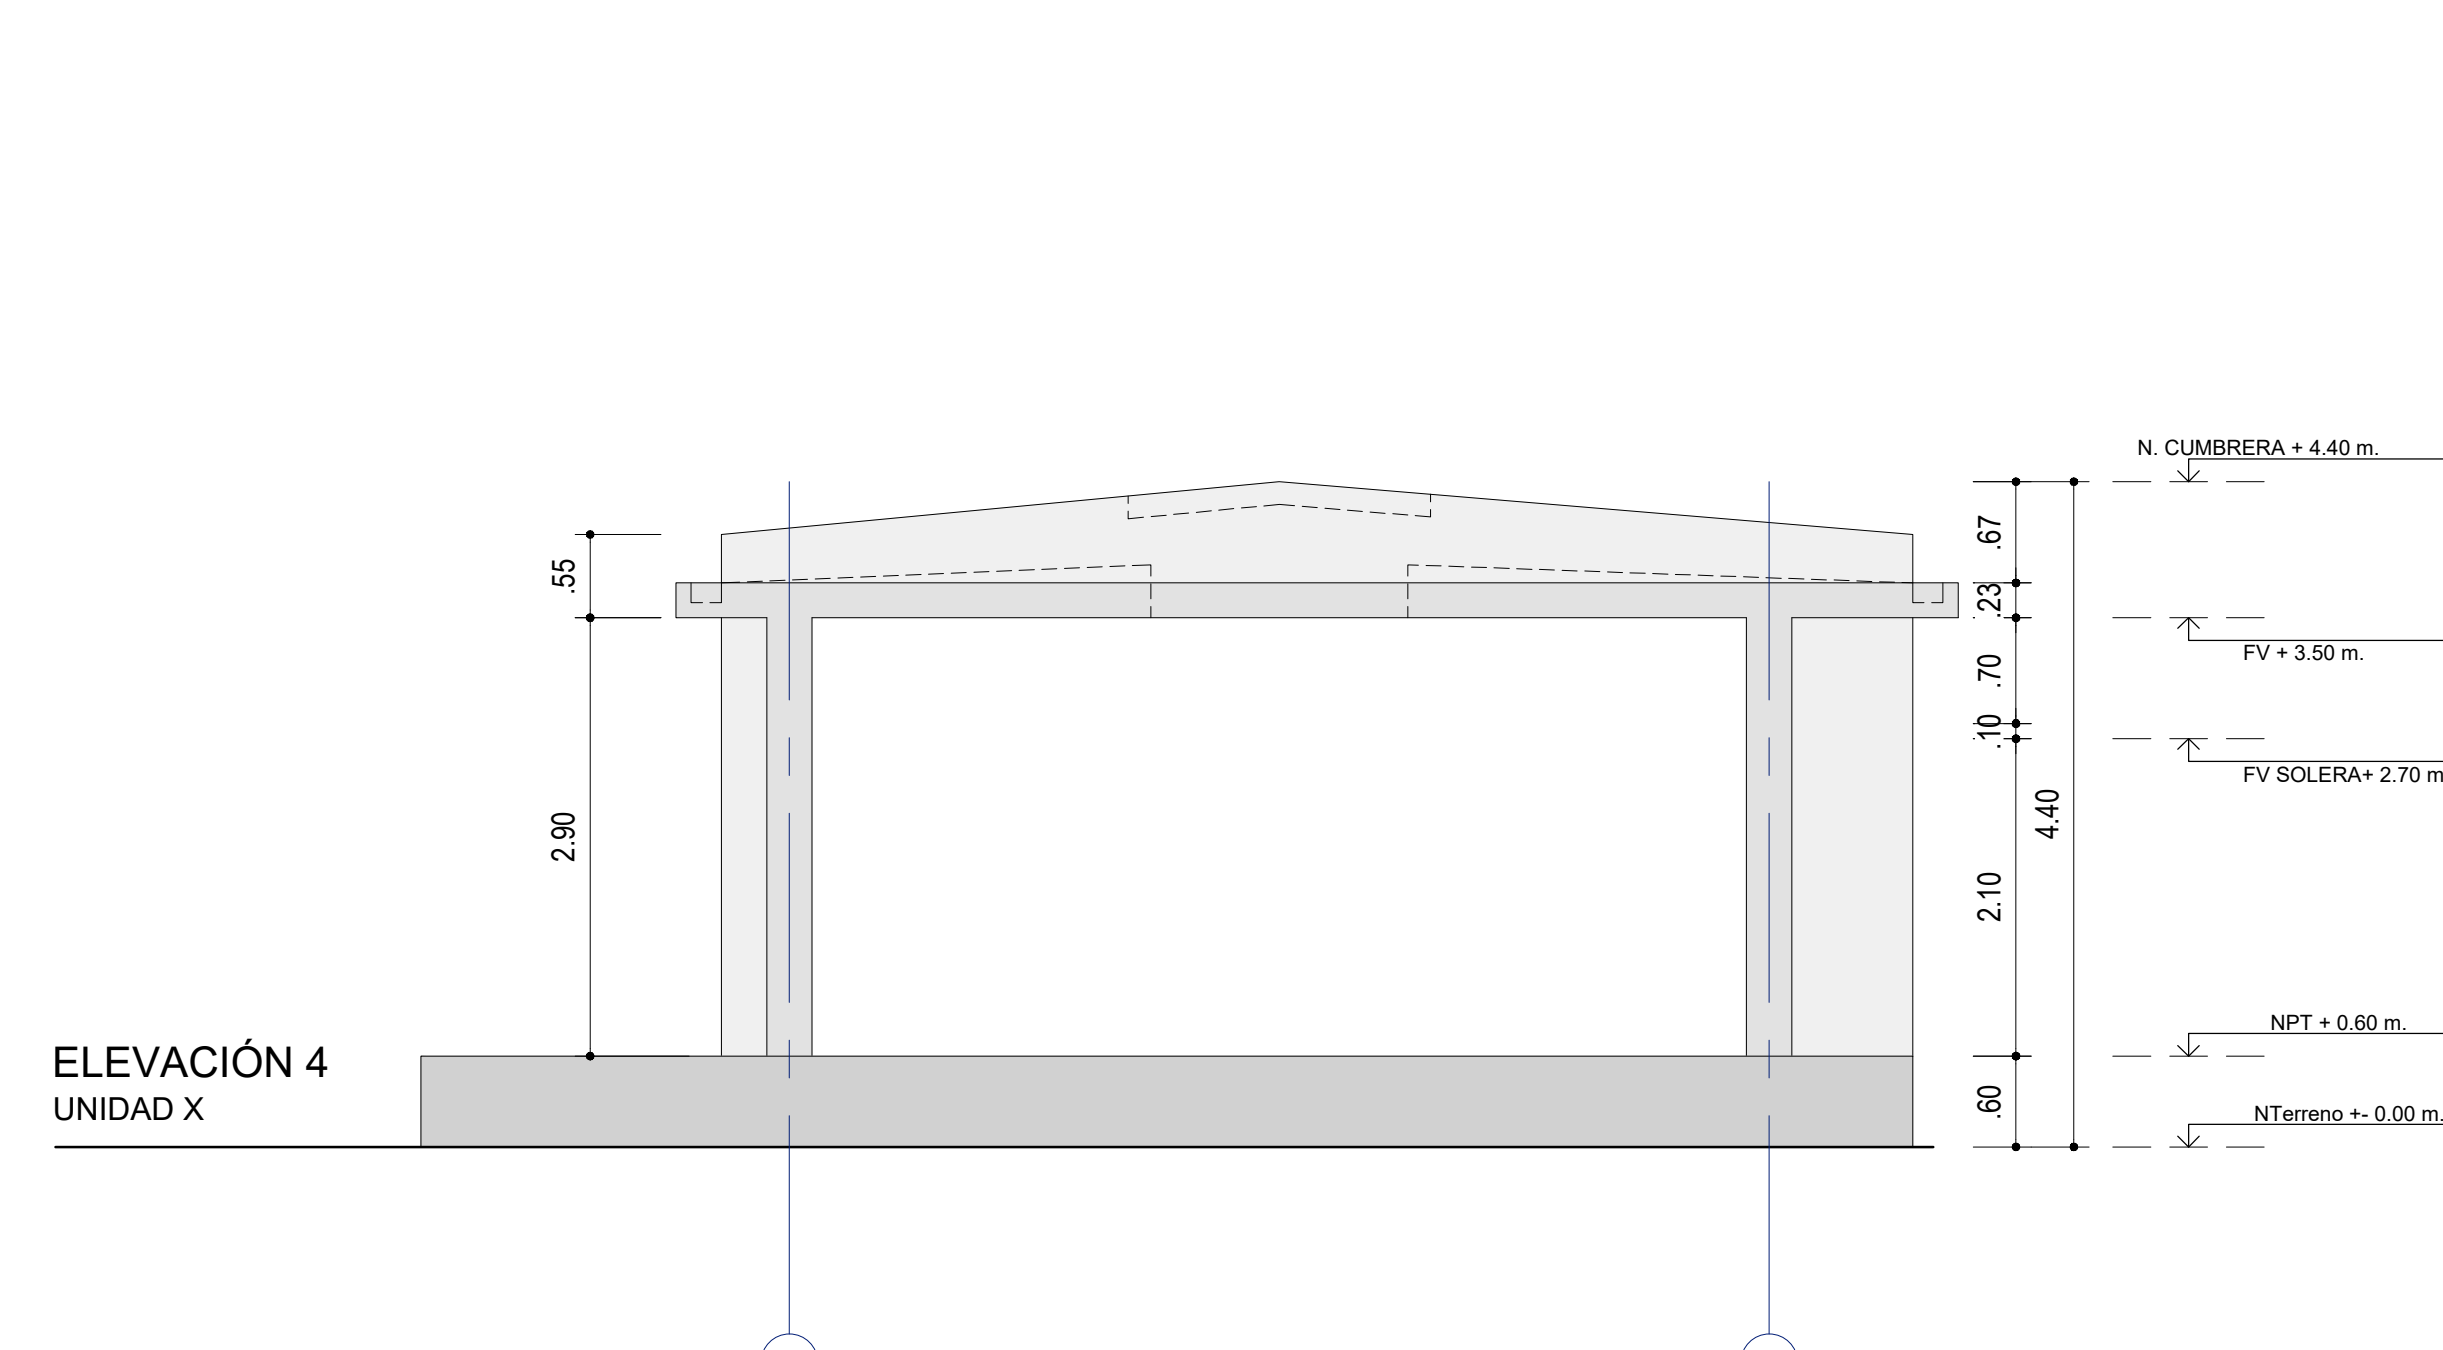 N. CUMBRERA + 4.40 m.
.67
.55
.23
FV + 3.50 m.
.70
.10
FV SOLERA+ 2.70 m
2.90
4.40
2.10
NPT + 0.60 m.
ELEVACIÓN 4
UNIDAD X
.60
NTerreno +- 0.00 m.